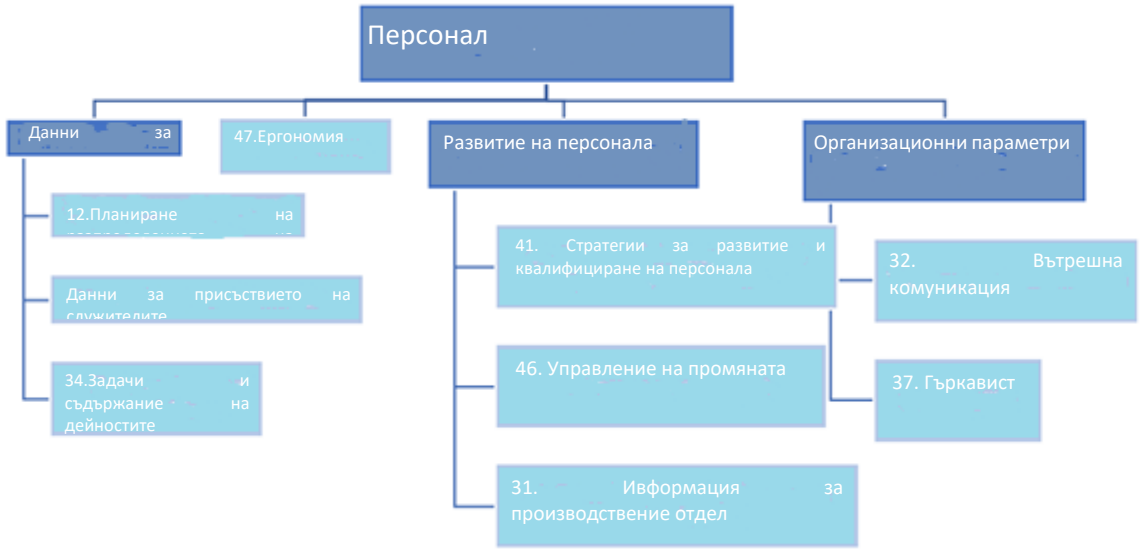 Персонал
Данни за
47.Ергономия
Развитие на персонала
Организационни параметри
12.Планиране на
Данни за присъствието на
служителите
34.Задачи и
съдържание на
дейностите
41. Стратегии за развитие и
квалифициране на персонала
46. Управление на промяната
31. Ивформация за
производствение отдел
32. Вътрешна
комуникация
37. Гъркавист